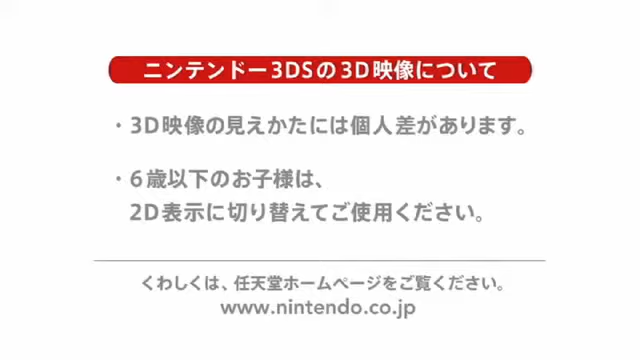 ニンテンドー3DSの3D映像について
・3D映像の見えかたには個人差があります。
・6歳以下のお子様は、
2D表示に切り替えてご使用ください。
くわしくは、任天堂ホームページをご覧ください。
www.nintendo.co.jp